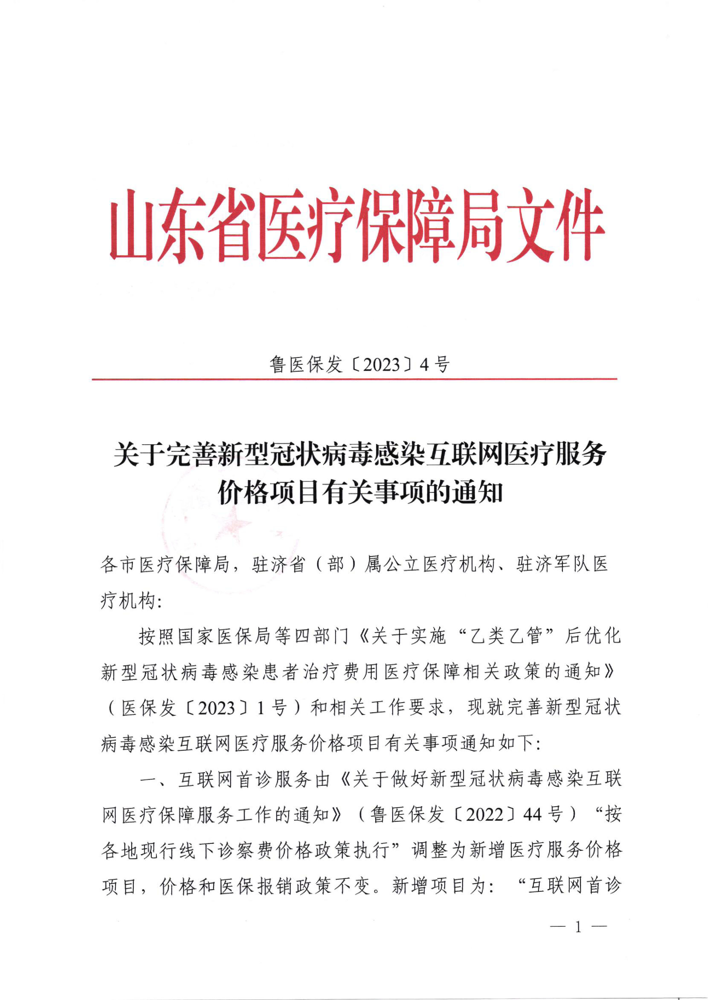 山东省医疗保障局文件
鲁医保发〔2023〕4号
关于完善新型冠状病毒感染互联网医疗服务
价格项目有关事项的通知
各市医疗保障局，驻济省（部）属公立医疗机构、驻济军队医
疗机构：
按照国家医保局等四部门《关于实施“乙类乙管”后优化
新型冠状病毒感染患者治疗费用医疗保障相关政策的通知》
（医保发〔2023〕1号）和相关工作要求，现就完善新型冠状
病毒感染互联网医疗服务价格项目有关事项通知如下：
一、互联网首诊服务由《关于做好新型冠状病毒感染互联
网医疗保障服务工作的通知》（鲁医保发〔2022〕44号）“按
各地现行线下诊察费价格政策执行”调整为新增医疗服务价格
项目，价格和医保报销政策不变。新增项目为：“互联网首诊
— 1 —